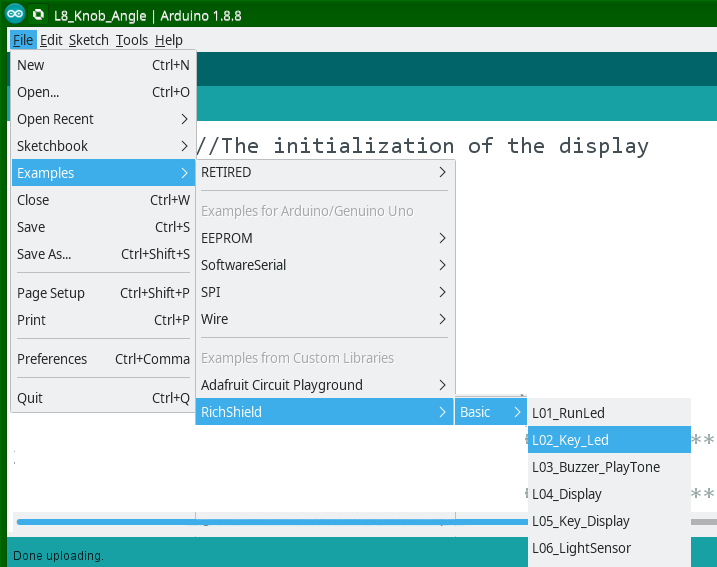 L8_Knob_Angle | Arduino 1.8.8
File Edit Sketch Tools Help
New Ctrl+N
Open... Ctrl+O
Open Recent
Sketchbook
Examples
Close Ctrl+W
Save Ctrl+S
Save As... Ctrl+Shift+S
Page Setup Ctrl+Shift+P
Print Ctrl+P
Preferences Ctrl+Comma
Quit Ctrl+Q
//The initialization of the display
RETIRED
Examples for Arduino/Genuino Uno
EEPROM
SoftwareSerial
SPI
Wire
Examples from Custom Libraries
Adafruit Circuit Playground
RichShield
Basic
L01_RunLed
L02_Key_Led
L03_Buzzer_PlayTone
L04_Display
L05_Key_Display
L06_LightSensor
**
**
Done uploading.